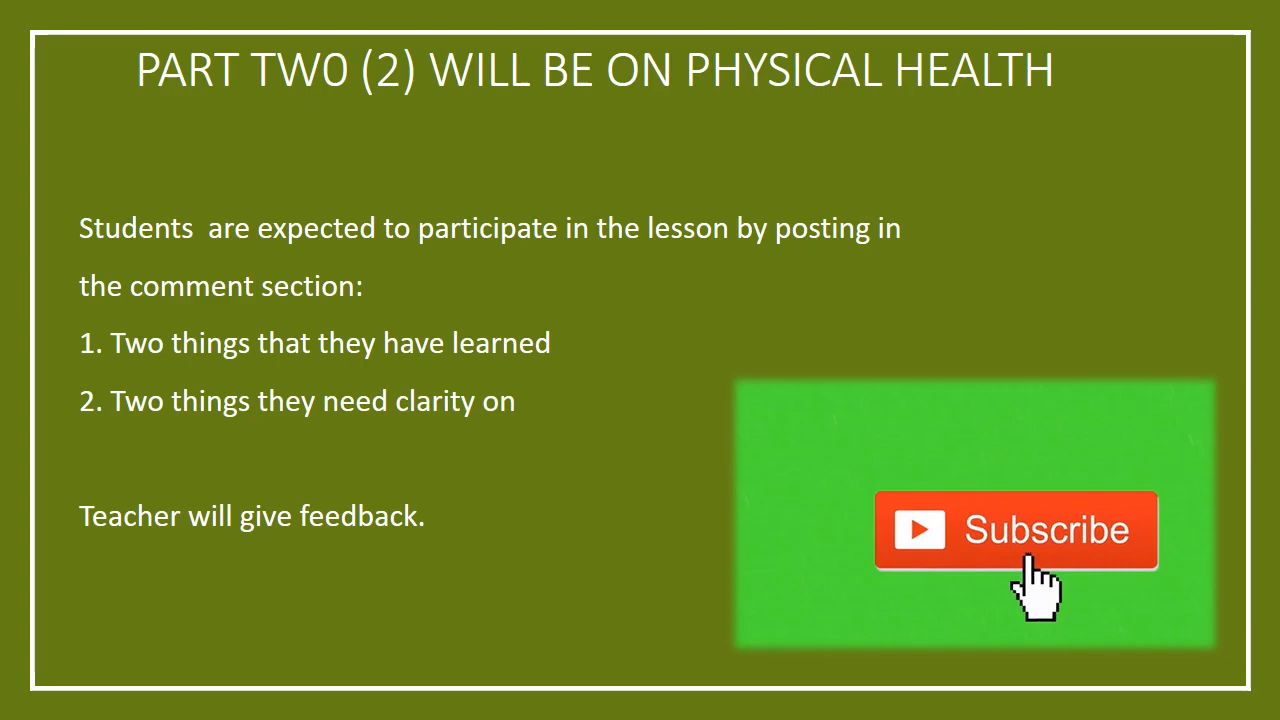 PART TW0 (2) WILL BE ON PHYSICAL HEALTH
Students  are expected to participate in the lesson by posting in
the comment section:
1. Two things that they have learned
2. Two things they need clarity on
Teacher will give feedback.
Subscribe